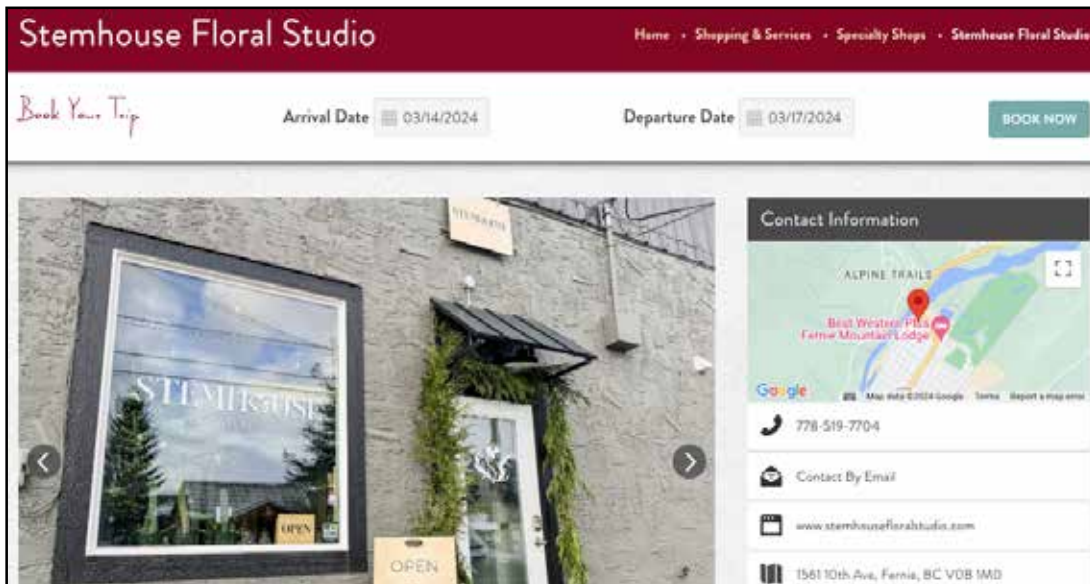 Stemhouse Floral Studio
Home • Shopping & Services • Specialty Shops • Stemhouse Floral Studio
Book Your Trip
Arrival Date 03/14/2024
Departure Date 03/17/2024
BOOK NOW
STEMHOUSE
STEMHOUSE
OPEN
OPEN
Contact Information
ALPINE TRAILS
Best Western Plus
Fernie Mountain Lodge
Google
Map data ©2024 Google Terms Report a map error
778-519-7704
Contact By Email
www.stemhousefloralstudio.com
1561 10th Ave, Fernie, BC V0B 1M0